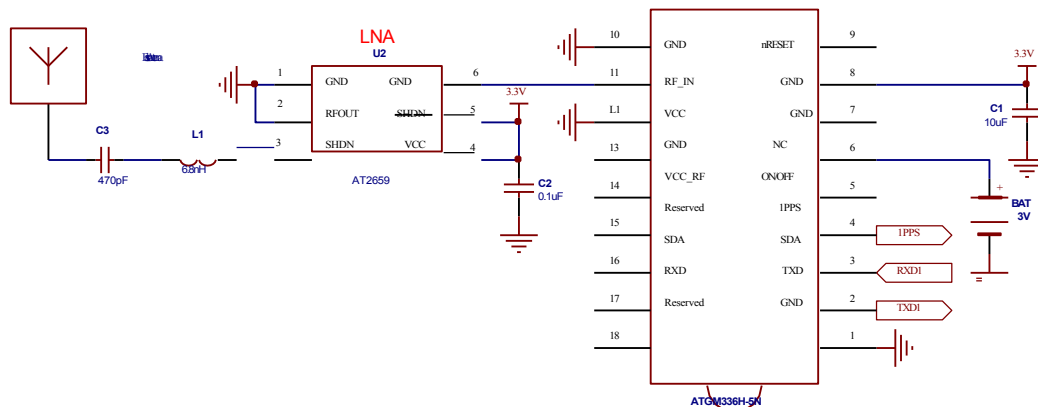 LNA
U2
1
GND
GND
6
2
RFOUT
SHDN
5
3
SHDN
VCC
4
AT2659
3.3V
C2
0.1uF
C3
470pF
L1
6.8nH
10
GND
nRESET
9
11
RF_IN
GND
8
L1
VCC
GND
7
13
GND
NC
6
VCC_RF
ON/OFF
14
5
Reserved
1PPS
15
4
SDA
SDA
16
3
RXD
TXD
17
2
Reserved
GND
18
1
ATGM336H-5N
3.3V
C1
10uF
+
BAT
3V
1PPS
RXD1
TXD1